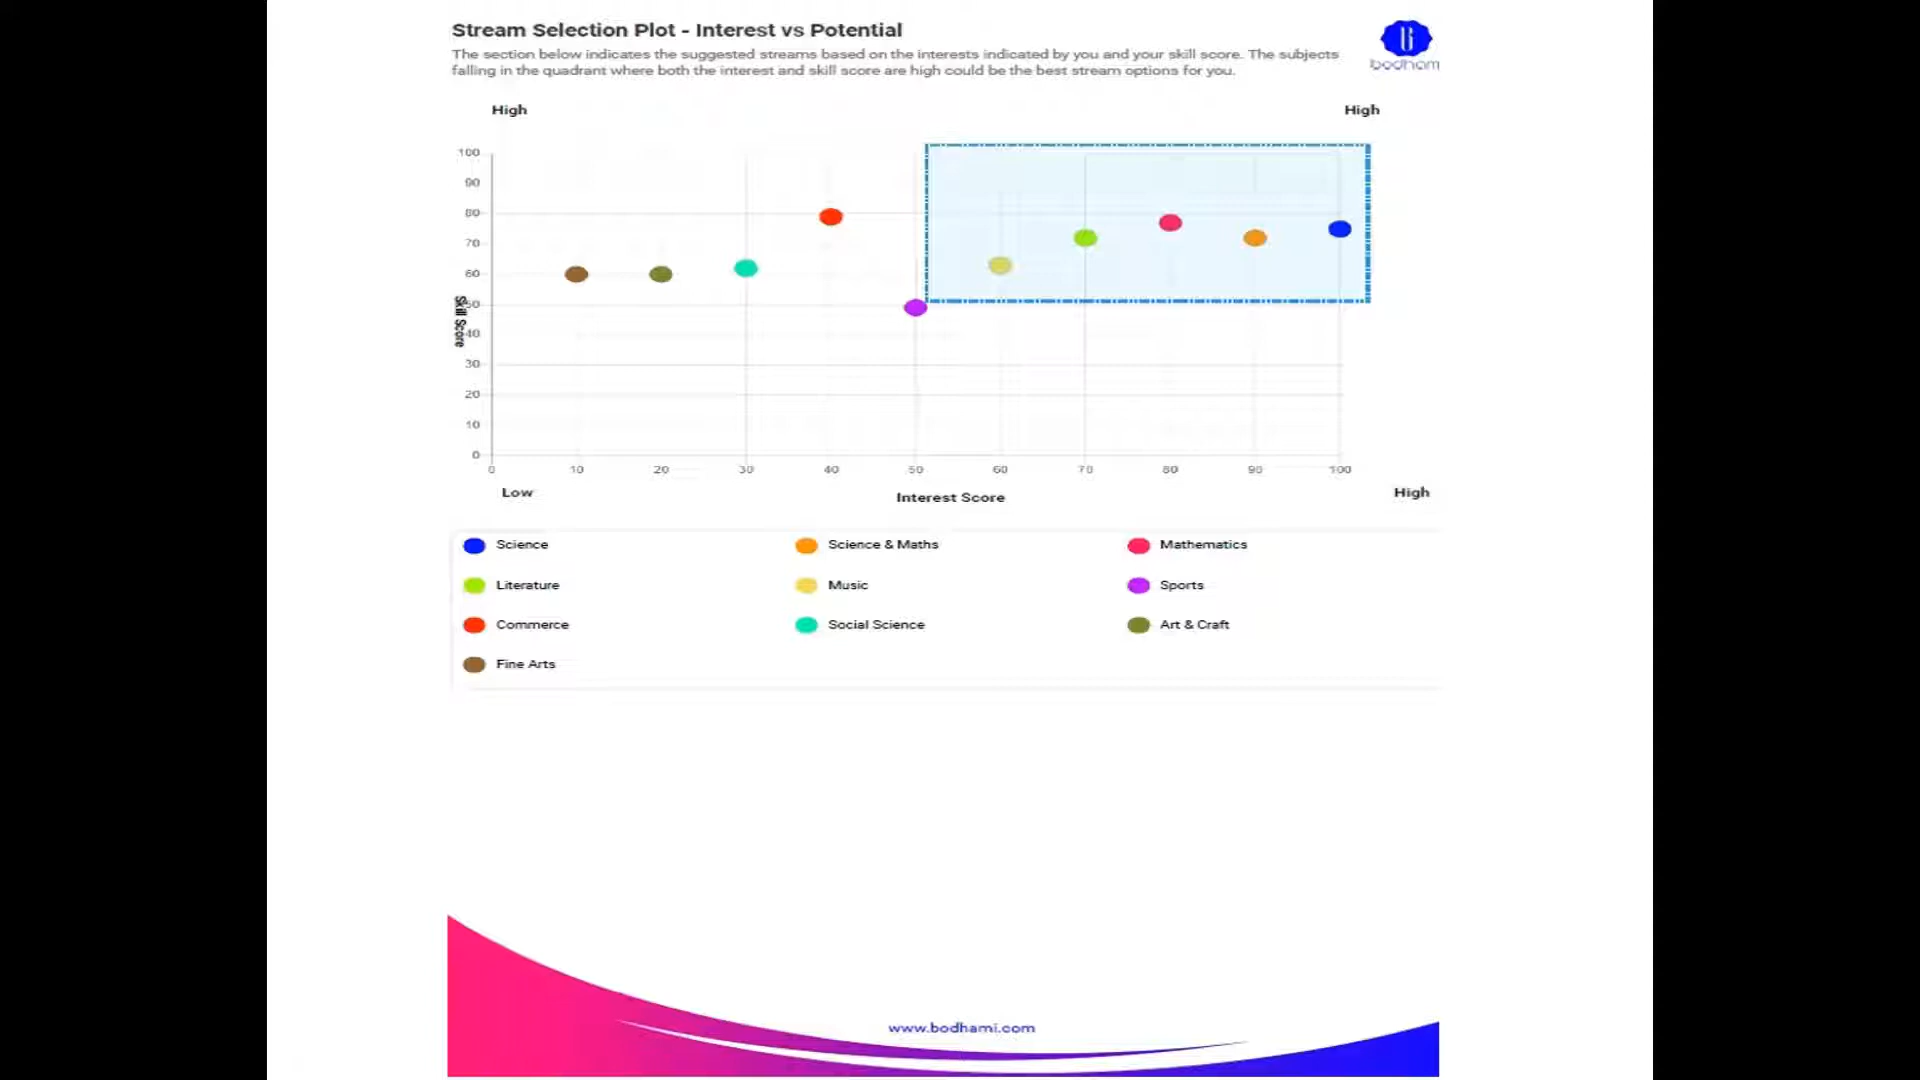 Stream Selection Plot - Interest vs Potential
The section below indicates the suggested streams based on the interests indicated by you and your skill score. The subjects
falling in the quadrant where both the interest and skill score are high could be the best stream options for you.
bodhami
High
High
100
90
80
70
60
50
40
30
20
10
0
Skill Score
0 10 20 30 40 50 60 70 80 90 100
Low
Interest Score
High
Science
Science & Maths
Mathematics
Literature
Music
Sports
Commerce
Social Science
Art & Craft
Fine Arts
www.bodhami.com